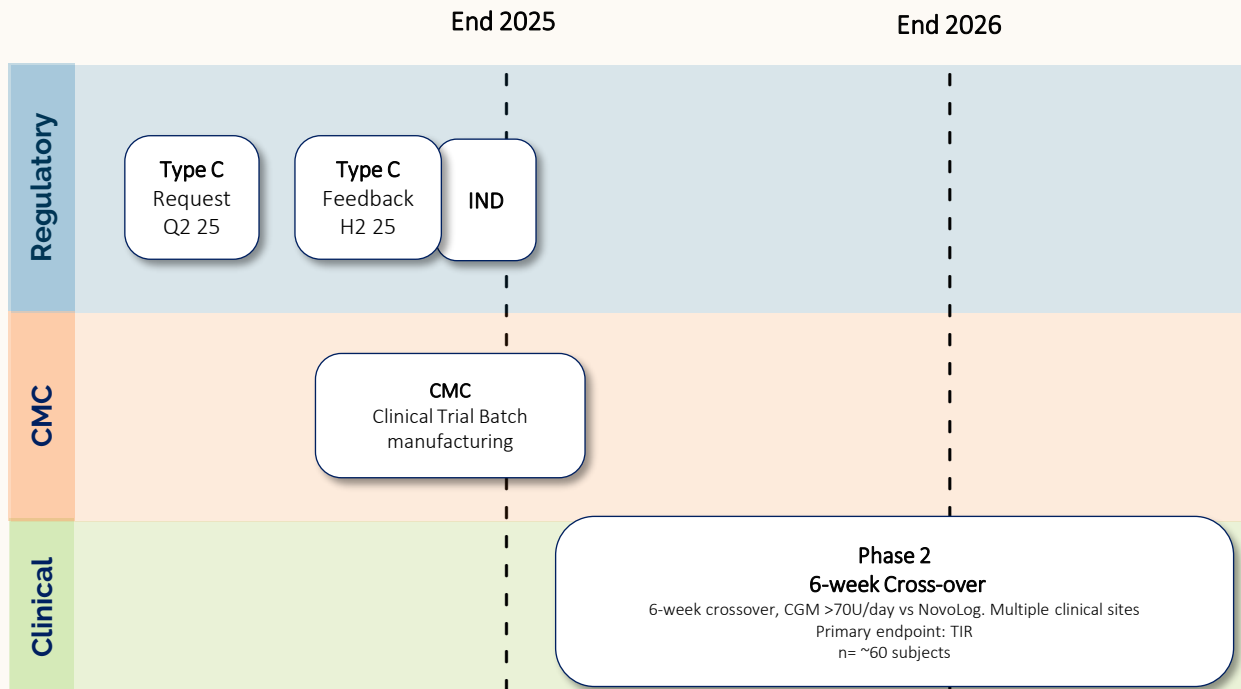 End 2025
End 2026
Regulatory
Type C
Request
Q2 25
Type C
Feedback
H2 25
IND
CMC
CMC
Clinical Trial Batch
manufacturing
Clinical
Phase 2
6-week Cross-over
6-week crossover, CGM >70U/day vs NovoLog. Multiple clinical sites
Primary endpoint: TIR
n= ~60 subjects